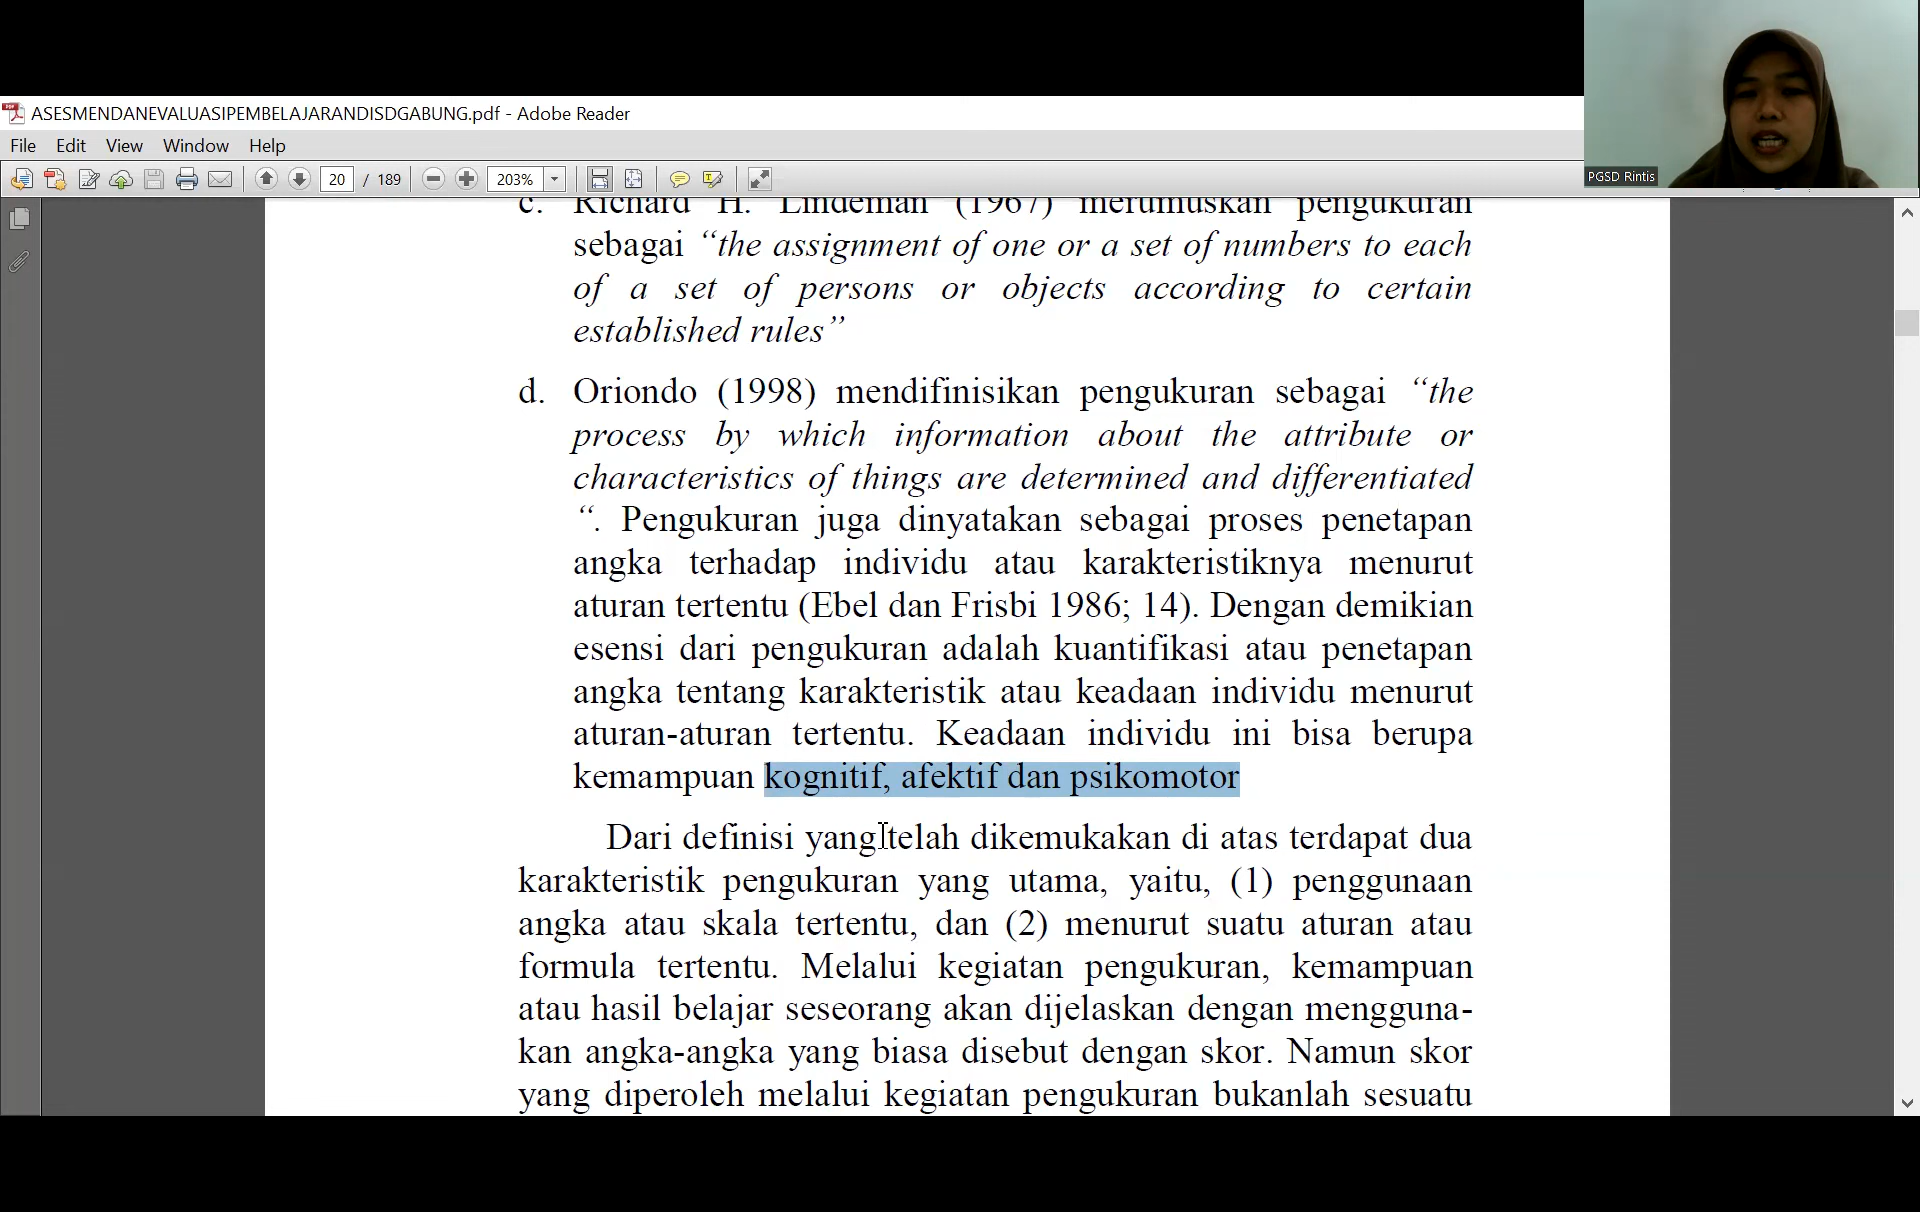 PGSD Rintis
ASESMENDANEVALUASIPEMBELAJARANDISDGABUNG.pdf - Adobe Reader
File Edit View Window Help
20 / 189 203%
c. Richard H. Lindeman (1967) merumuskan pengukuran
sebagai “the assignment of one or a set of numbers to each
of a set of persons or objects according to certain
established rules”
d. Oriondo (1998) mendifinisikan pengukuran sebagai “the
process by which information about the attribute or
characteristics of things are determined and differentiated
“. Pengukuran juga dinyatakan sebagai proses penetapan
angka terhadap individu atau karakteristiknya menurut
aturan tertentu (Ebel dan Frisbi 1986; 14). Dengan demikian
esensi dari pengukuran adalah kuantifikasi atau penetapan
angka tentang karakteristik atau keadaan individu menurut
aturan-aturan tertentu. Keadaan individu ini bisa berupa
kemampuan kognitif, afektif dan psikomotor
Dari definisi yang telah dikemukakan di atas terdapat dua
karakteristik pengukuran yang utama, yaitu, (1) penggunaan
angka atau skala tertentu, dan (2) menurut suatu aturan atau
formula tertentu. Melalui kegiatan pengukuran, kemampuan
atau hasil belajar seseorang akan dijelaskan dengan mengguna-
kan angka-angka yang biasa disebut dengan skor. Namun skor
yang diperoleh melalui kegiatan pengukuran bukanlah sesuatu